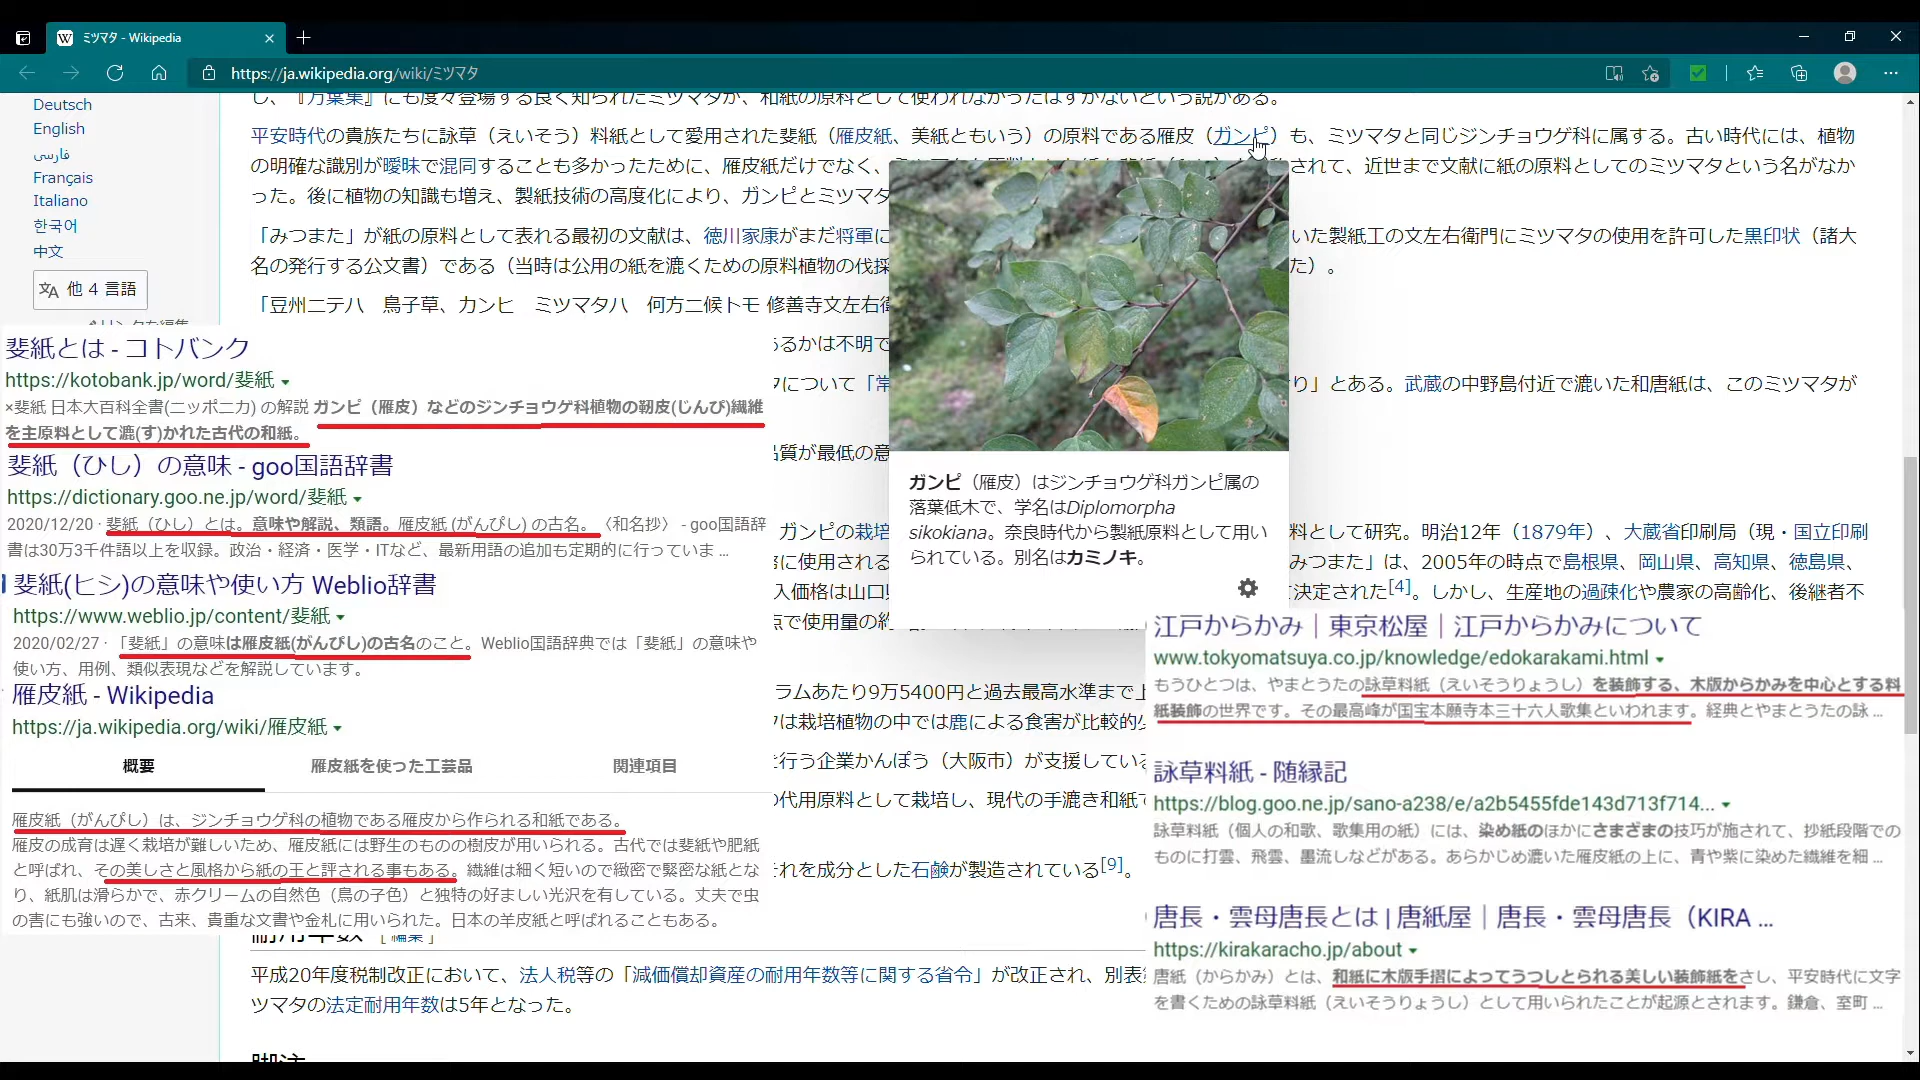 ミツマタ - Wikipedia
https://ja.wikipedia.org/wiki/ミツマタ
Deutsch
English
فارسی
Français
Italiano
한국어
中文
他 4 言語
し、『万葉集』にも度々登場する良く知られたミツマタが、和紙の原料として使われなかったはずがないという説がある。
平安時代の貴族たちに詠草（えいそう）料紙として愛用された斐紙（雁皮紙、美紙ともいう）の原料である雁皮（ガンピ）も、ミツマタと同じジンチョウゲ科に属する。古い時代には、植物
の明確な識別が曖昧で混同することも多かったために、雁皮紙だけでなく、
されて、近世まで文献に紙の原料としてのミツマタという名がなか
った。後に植物の知識も増え、製紙技術の高度化により、ガンピとミツマタ
「みつまた」が紙の原料として表れる最初の文献は、徳川家康がまだ将軍に
いた製紙工の文左右衛門にミツマタの使用を許可した黒印状（諸大
名の発行する公文書）である（当時は公用の紙を漉くための原料植物の伐採
た）。
「豆州ニテハ 鳥子草、カンヒ ミツマタハ 何方ニ候トモ 修善寺文左右衛
るかは不明で
タについて「常
り」とある。武蔵の中野島付近で漉いた和唐紙は、このミツマタが
品質が最低の意
ガンピ（雁皮）はジンチョウゲ科ガンピ属の
落葉低木で、学名はDiplomorpha
sikokiana。奈良時代から製紙原料として用い
られている。別名はカミノキ。
斐紙とは - コトバンク
https://kotobank.jp/word/斐紙
×斐紙 日本大百科全書(ニッポニカ) の解説 ガンピ（雁皮）などのジンチョウゲ科植物の靭皮(じんぴ)繊維
を主原料として漉(す)かれた古代の和紙。
斐紙（ひし）の意味 - goo国語辞書
https://dictionary.goo.ne.jp/word/斐紙
2020/12/20 · 斐紙（ひし）とは。意味や解説、類語。雁皮紙 (がんぴし) の古名。〈和名抄〉 - goo国語辞
書は30万3千件語以上を収録。政治・経済・医学・ITなど、最新用語の追加も定期的に行っていま ...
斐紙(ヒシ)の意味や使い方 Weblio辞書
https://www.weblio.jp/content/斐紙
2020/02/27 · 「斐紙」の意味は雁皮紙(がんぴし)の古名のこと。Weblio国語辞典では「斐紙」の意味や
使い方、用例、類似表現などを解説しています。
雁皮紙 - Wikipedia
https://ja.wikipedia.org/wiki/雁皮紙
概要 雁皮紙を使った工芸品 関連項目
雁皮紙（がんぴし）は、ジンチョウゲ科の植物である雁皮から作られる和紙である。
雁皮の成育は遅く栽培が難しいため、雁皮紙には野生のものの樹皮が用いられる。古代では斐紙や肥紙
と呼ばれ、その美しさと風格から紙の王と評される事もある。繊維は細く短いので緻密で緊密な紙とな
り、紙肌は滑らかで、赤クリームの自然色（鳥の子色）と独特の好ましい光沢を有している。丈夫で虫
の害にも強いので、古来、貴重な文書や金札に用いられた。日本の羊皮紙と呼ばれることもある。
ガンピの栽培
料として研究。明治12年（1879年）、大蔵省印刷局（現・国立印刷
に使用される
みつまた」は、2005年の時点で島根県、岡山県、高知県、徳島県、
入価格は山口
決定された[4]。しかし、生産地の過疎化や農家の高齢化、後継者不
点で使用量の約
ラムあたり9万5400円と過去最高水準まで上
は栽培植物の中では鹿による食害が比較的少
行う企業かんぽう（大阪市）が支援している
代用原料として栽培し、現代の手漉き和紙で
れを成分とした石鹸が製造されている[9]。
江戸からかみ｜東京松屋｜江戸からかみについて
www.tokyomatsuya.co.jp/knowledge/edokarakami.html
もうひとつは、やまとうたの詠草料紙（えいそうりょうし）を装飾する、木版からかみを中心とする料
紙装飾の世界です。その最高峰が国宝本願寺本三十六人歌集といわれます。経典とやまとうたの詠 ...
詠草料紙 - 随縁記
https://blog.goo.ne.jp/sano-a238/e/a2b5455fde143d713f714...
詠草料紙（個人の和歌、歌集用の紙）には、染め紙のほかにさまざまの技巧が施されて、抄紙段階での
ものに打雲、飛雲、墨流しなどがある。あらかじめ漉いた雁皮紙の上に、青や紫に染めた繊維を細 ...
唐長・雲母唐長とは | 唐紙屋｜唐長・雲母唐長（KIRA ...
https://kirakaracho.jp/about
唐紙（からかみ）とは、和紙に木版手摺によってうつしとられる美しい装飾紙をさし、平安時代に文字
を書くための詠草料紙（えいそうりょうし）として用いられたことが起源とされます。鎌倉、室町 ...
平成20年度税制改正において、法人税等の「減価償却資産の耐用年数等に関する省令」が改正され、別表
ツマタの法定耐用年数は5年となった。